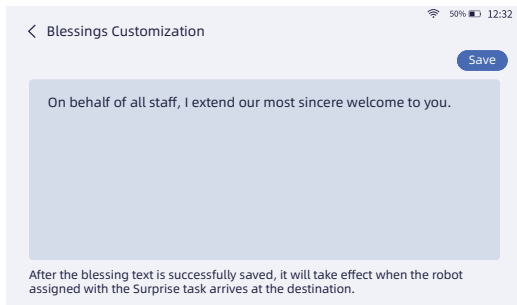 50% 12:32
Blessings Customization
Save
On behalf of all staff, I extend our most sincere welcome to you.
After the blessing text is successfully saved, it will take effect when the robot
assigned with the Surprise task arrives at the destination.